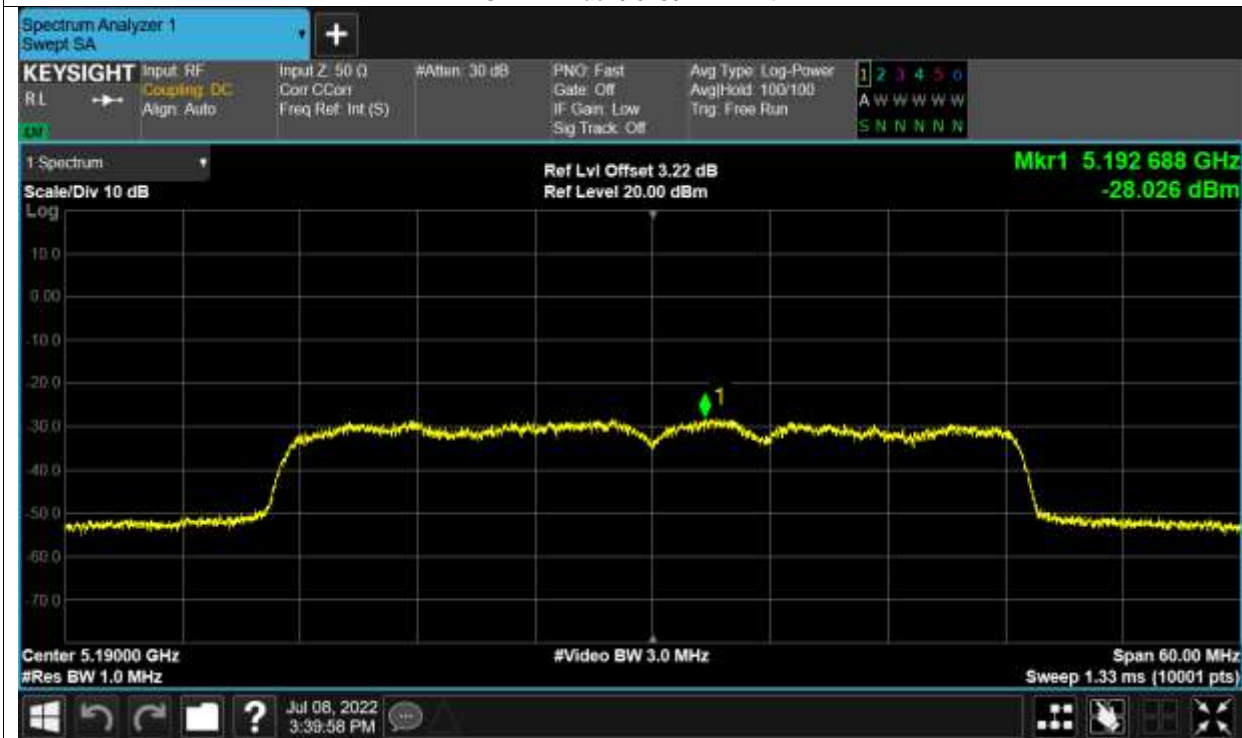 Spectrum Analyzer 1
Swept SA
+
KEYSIGHT
RL
Input: RF
Coupling: DC
Align: Auto
Input Z: 50 Ω
Corr CCorr
Freq Ref: Int (S)
#Atten: 30 dB
PNO: Fast
Gate: Off
IF Gain: Low
Sig Track: Off
Avg Type: Log-Power
Avg|Hold: 100/100
Trig: Free Run
1 2 3 4 5 6
A W W W W W
S N N N N N
1 Spectrum
Scale/Div 10 dB
Ref Lvl Offset 3.22 dB
Ref Level 20.00 dBm
Mkr1 5.192 688 GHz
-28.026 dBm
Log
10.0
0.00
-10.0
-20.0
-30.0
-40.0
-50.0
-60.0
-70.0
1
Center 5.19000 GHz
#Res BW 1.0 MHz
#Video BW 3.0 MHz
Span 60.00 MHz
Sweep 1.33 ms (10001 pts)
?
Jul 08, 2022
3:39:58 PM